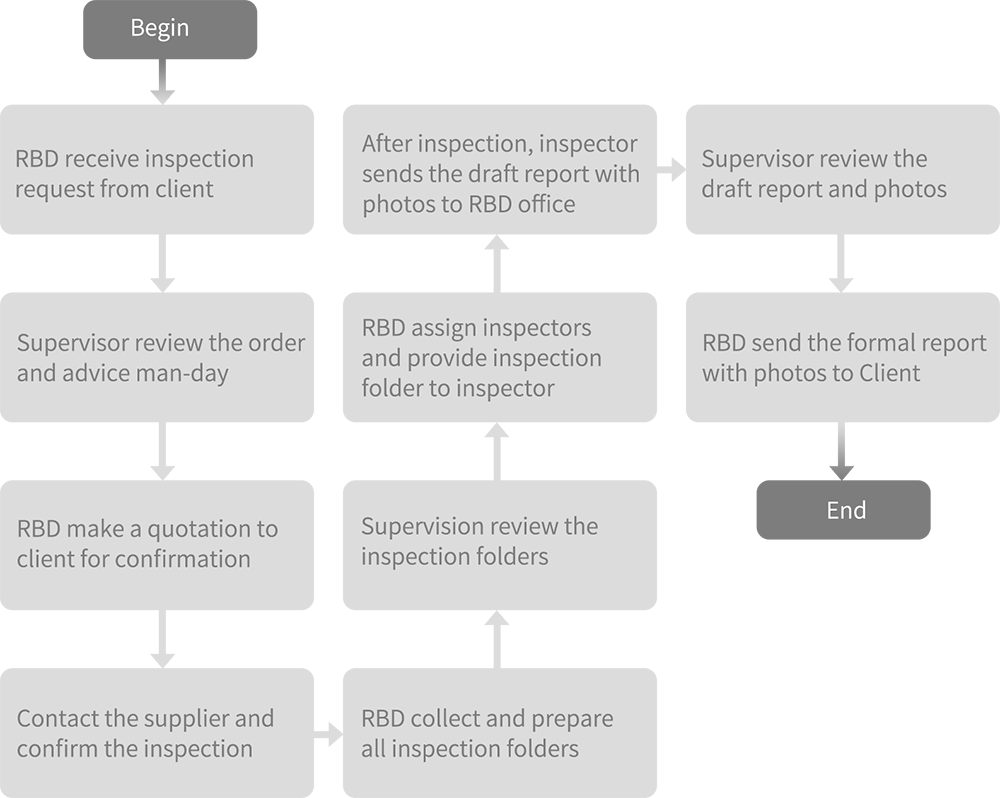 Begin
RBD receive inspection
request from client
Supervisor review the order
and advice man-day
RBD make a quotation to
client for confirmation
Contact the supplier and
confirm the inspection
RBD collect and prepare
all inspection folders
Supervision review the
inspection folders
RBD assign inspectors
and provide inspection
folder to inspector
After inspection, inspector
sends the draft report with
photos to RBD office
Supervisor review the
draft report and photos
RBD send the formal report
with photos to Client
End